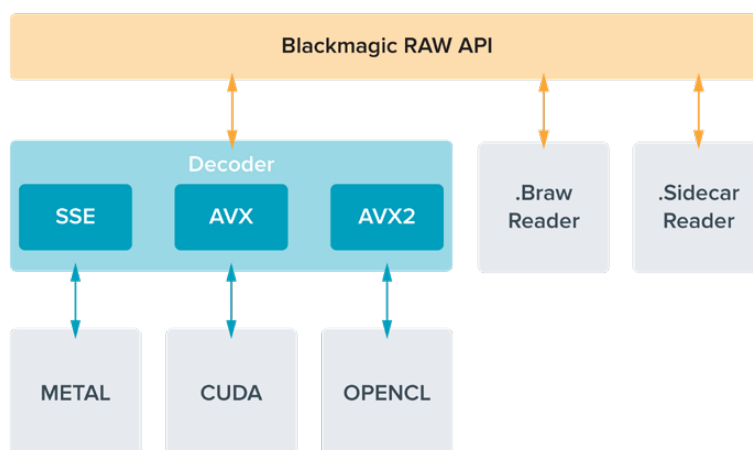 Blackmagic RAW API
Decoder
SSE
AVX
AVX2
.Braw
Reader
.Sidecar
Reader
METAL
CUDA
OPENCL